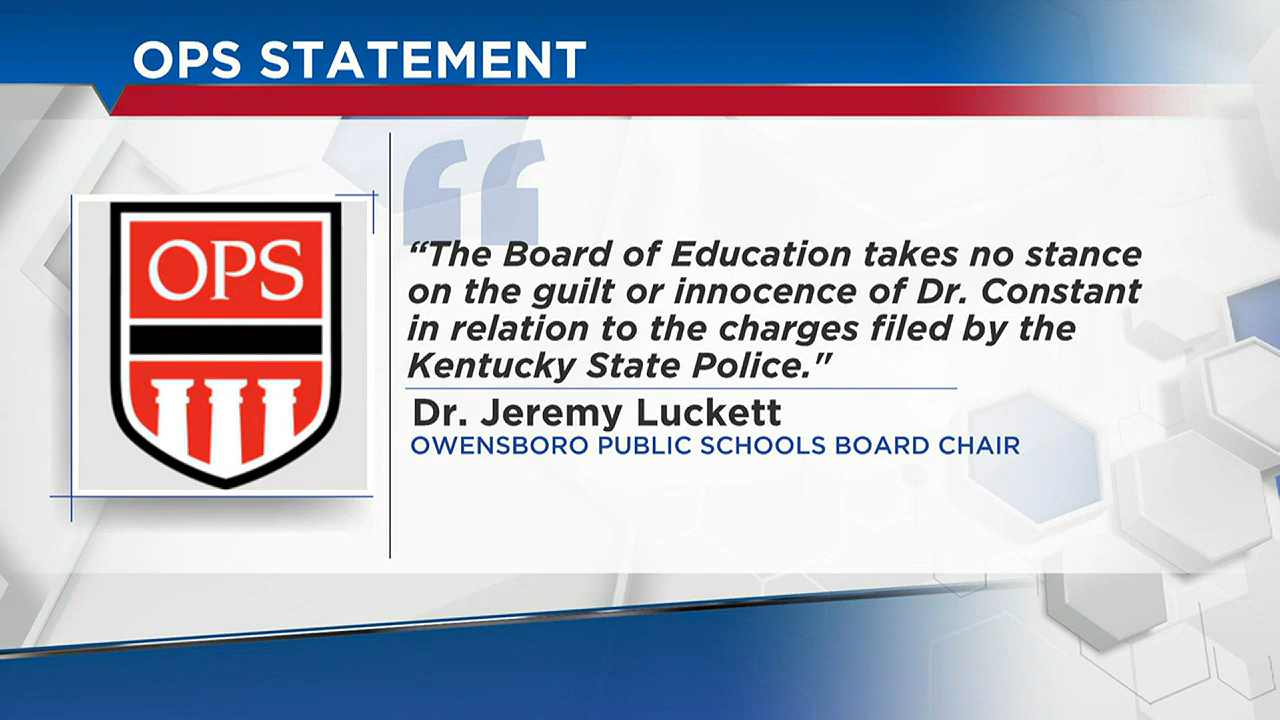 OPS STATEMENT
OPS
“The Board of Education takes no stance
on the guilt or innocence of Dr. Constant
in relation to the charges filed by the
Kentucky State Police."
Dr. Jeremy Luckett
OWENSBORO PUBLIC SCHOOLS BOARD CHAIR